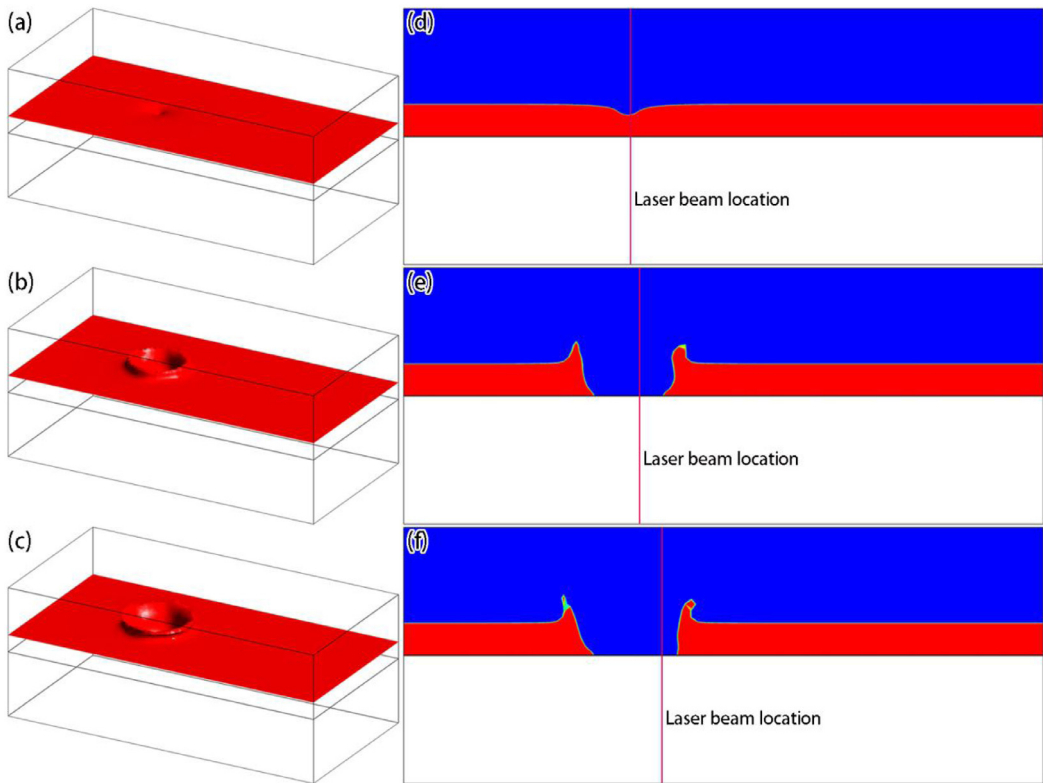 (a)
(d)
Laser beam location
(b)
(e)
Laser beam location
(c)
(f)
Laser beam location